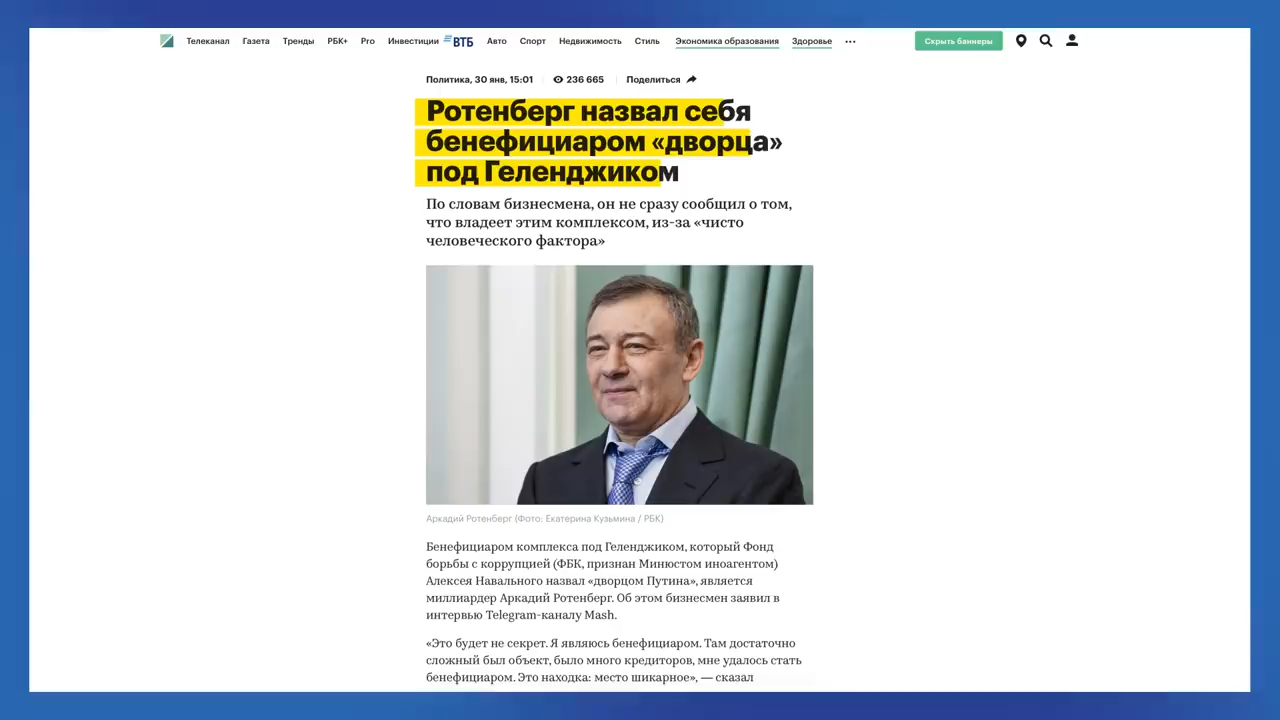 Телеканал Газета Тренды РБК+ Pro Инвестиции ВТБ Авто Спорт Недвижимость Стиль Экономика образования Здоровье ••• Скрыть баннеры
Политика, 30 янв, 15:01 236 665 Поделиться
Ротенберг назвал себя
бенефициаром «дворца»
под Геленджиком
По словам бизнесмена, он не сразу сообщил о том,
что владеет этим комплексом, из-за «чисто
человеческого фактора»
Аркадий Ротенберг (Фото: Екатерина Кузьмина / РБК)
Бенефициаром комплекса под Геленджиком, который Фонд
борьбы с коррупцией (ФБК, признан Минюстом иноагентом)
Алексея Навального назвал «дворцом Путина», является
миллиардер Аркадий Ротенберг. Об этом бизнесмен заявил в
интервью Telegram-каналу Mash.
«Это будет не секрет. Я являюсь бенефициаром. Там достаточно
сложный был объект, было много кредиторов, мне удалось стать
бенефициаром. Это находка: место шикарное», — сказал